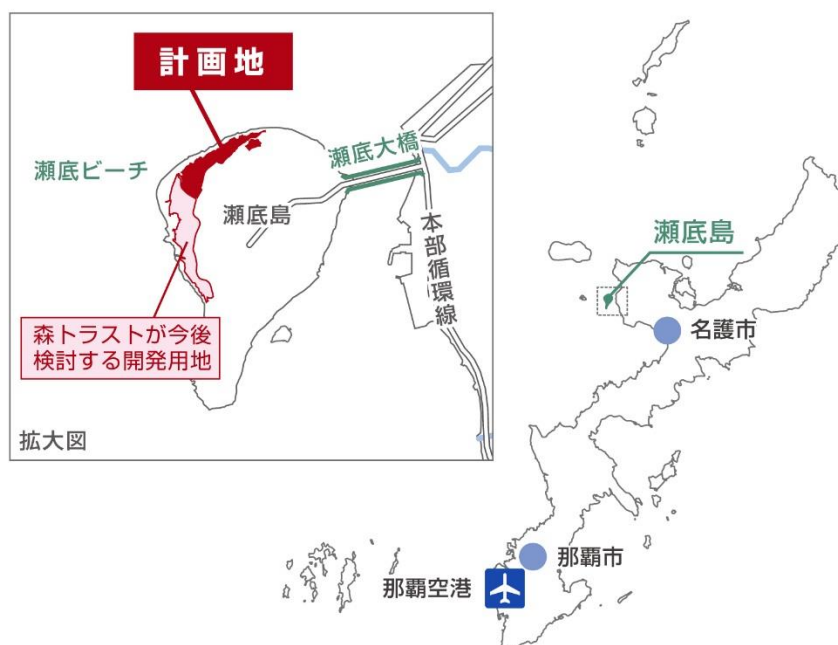 計画地
瀬底ビーチ
瀬底大橋
瀬底島
本部循環線
森トラストが今後
検討する開発用地
拡大図
瀬底島
名護市
那覇市
那覇空港